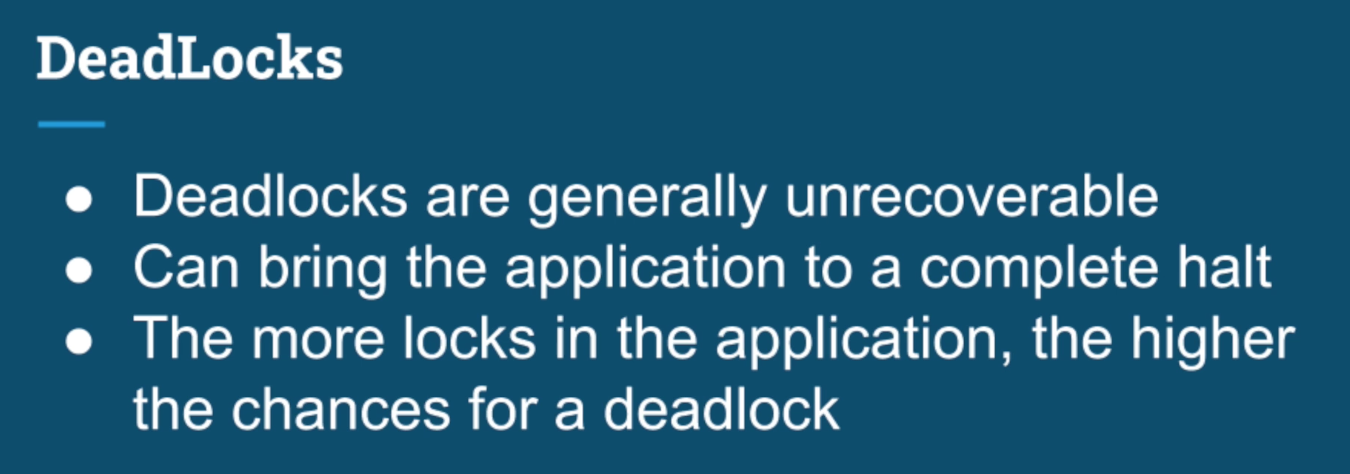 DeadLocks
● Deadlocks are generally unrecoverable
● Can bring the application to a complete halt
● The more locks in the application, the higher
the chances for a deadlock